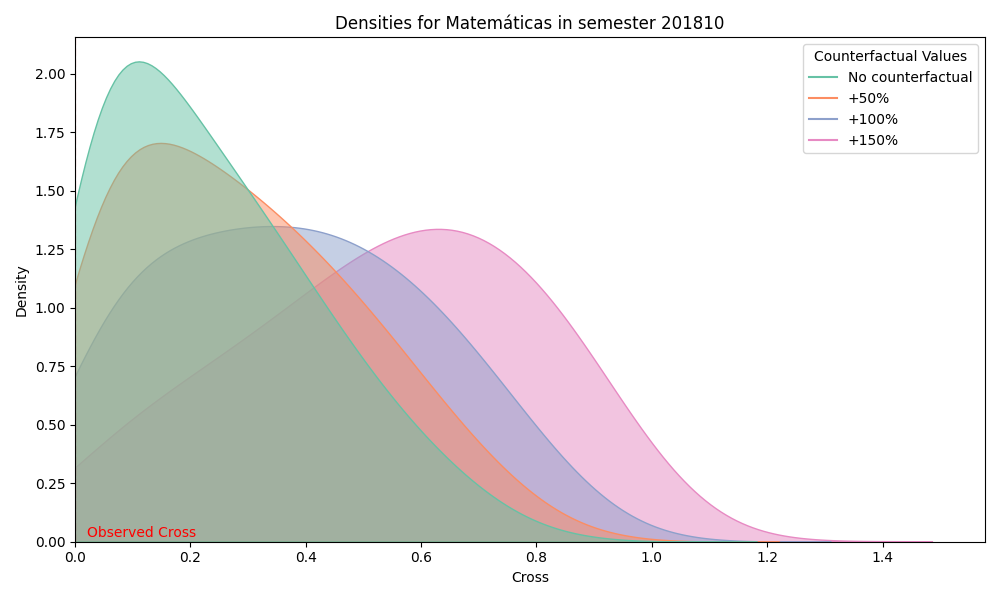 Densities for Matemáticas in semester 201810
Counterfactual Values
No counterfactual
+50%
+100%
+150%
Density
2.00
1.75
1.50
1.25
1.00
0.75
0.50
0.25
0.00
Observed Cross
0.0 0.2 0.4 0.6 0.8 1.0 1.2 1.4
Cross